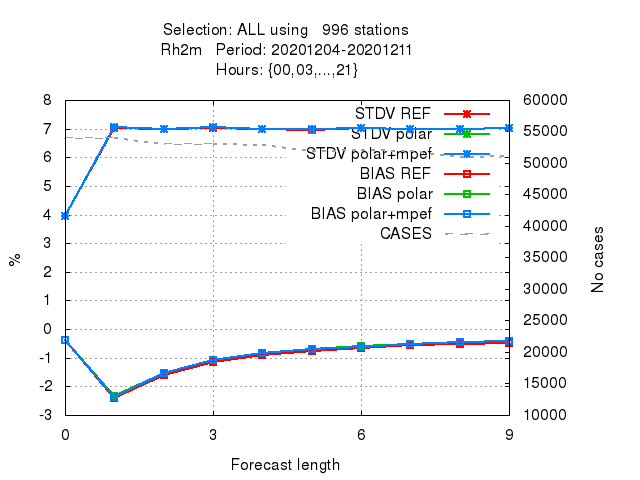 Selection: ALL using   996 stations
Rh2m   Period: 20201204-20201211
Hours: {00,03,...,21}
8
7
6
5
4
3
2
1
0
-1
-2
-3
%
60000
55000
50000
45000
40000
35000
30000
25000
20000
15000
10000
No cases
STDV REF
STDV polar
STDV polar+mpef
BIAS REF
BIAS polar
BIAS polar+mpef
CASES
0 3 6 9
Forecast length